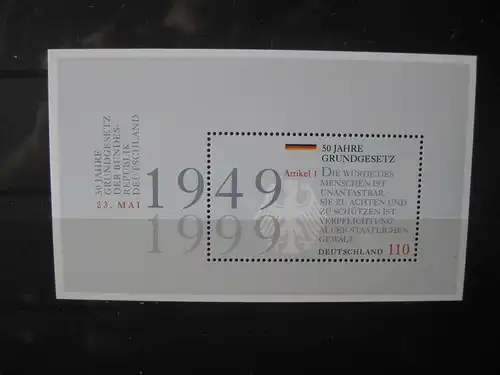 50 JAHRE
GRUNDGESETZ
DER BUNDES-
REPUBLIK
DEUTSCHLAND
23. MAI
1949
1999
50 JAHRE
GRUNDGESETZ
Artikel 1 DIE WÜRDE DES
MENSCHEN IST
UNANTASTBAR.
SIE ZU ACHTEN UND
ZU SCHÜTZEN IST
VERPFLICHTUNG
ALLER STAATLICHEN
GEWALT
DEUTSCHLAND 110